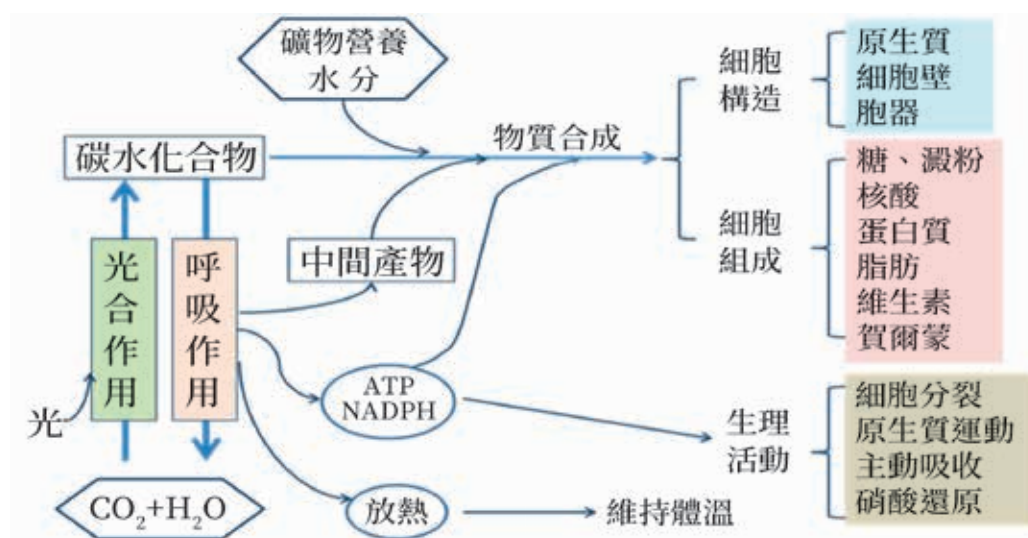 礦物營養
水 分
碳水化合物
物質合成
細胞
構造
原生質
細胞壁
胞器
細胞
組成
糖、澱粉
核酸
蛋白質
脂肪
維生素
賀爾蒙
光合作用
呼吸作用
中間產物
光
ATP
NADPH
生理
活動
細胞分裂
原生質運動
主動吸收
硝酸還原
CO₂+H₂O
放熱
維持體溫